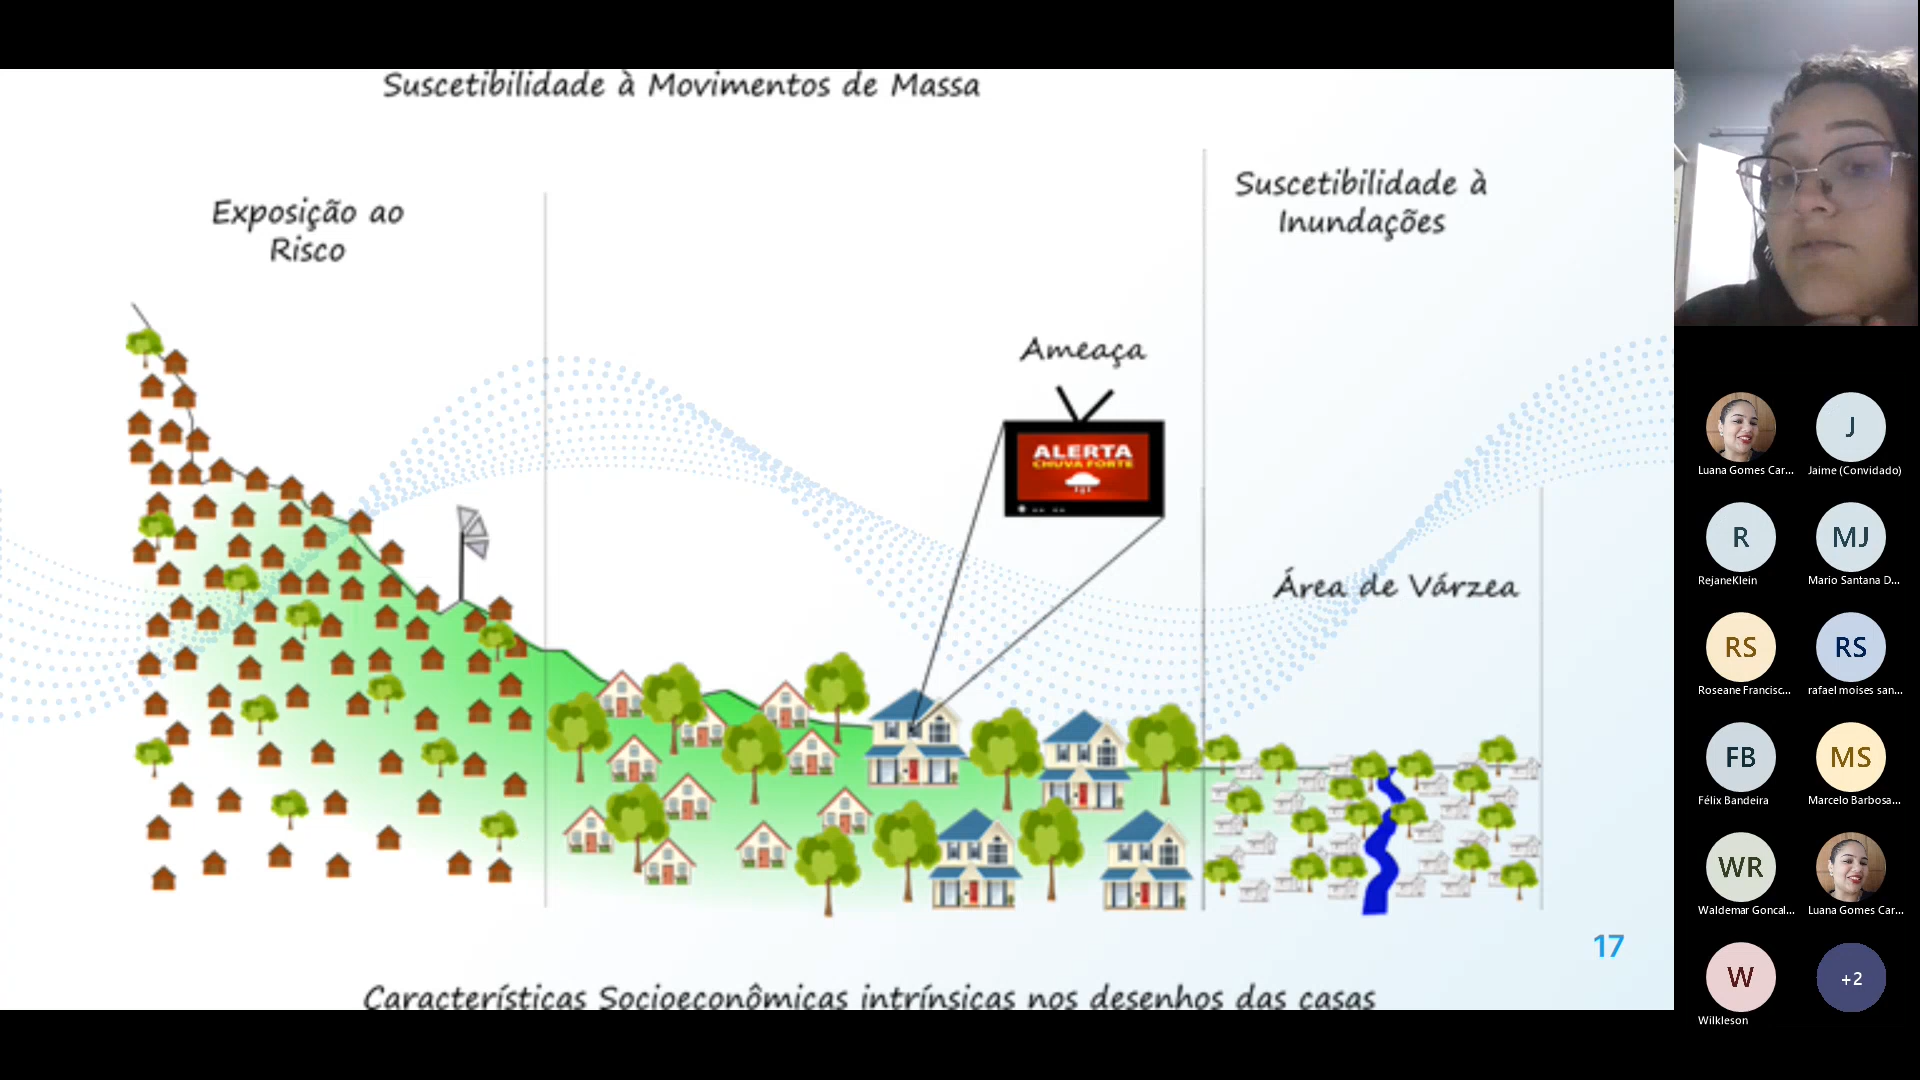 Suscetibilidade à Movimentos de Massa
Exposição ao
Risco
Suscetibilidade à
Inundações
Ameaça
ALERTA
CHUVA FORTE
Área de Várzea
17
Características Socioeconômicas intrínsicas nos desenhos das casas
Luana Gomes Car...
J
Jaime (Convidado)
R
RejaneKlein
MJ
Mario Santana D...
RS
Roseane Francisc...
RS
rafael moises san...
FB
Félix Bandeira
MS
Marcelo Barbosa...
WR
Waldemar Goncal...
Luana Gomes Car...
W
Wilkleson
+2